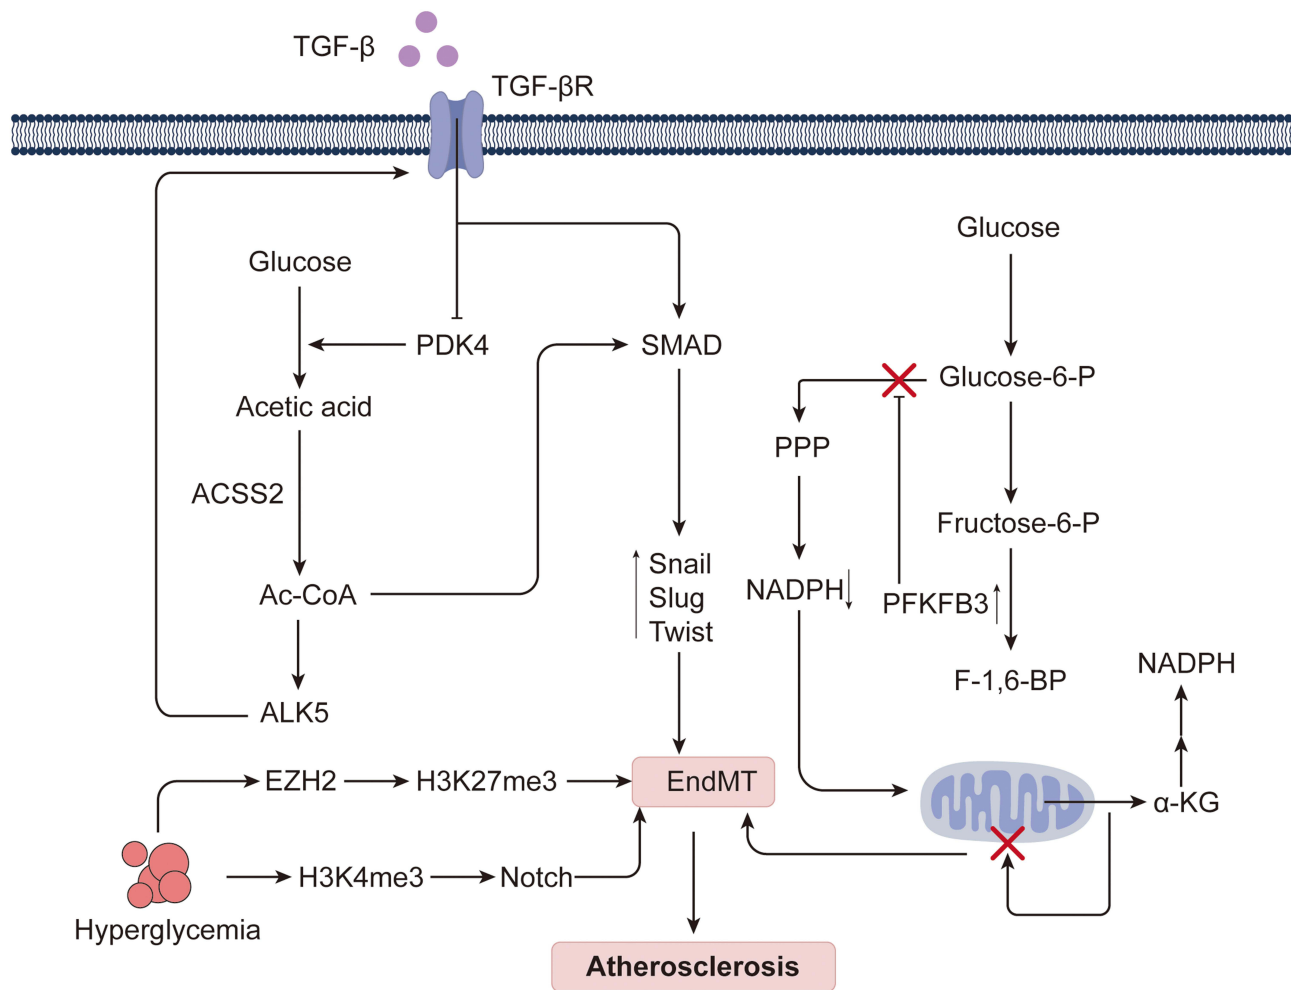 TGF-β
TGF-βR
Glucose
Glucose
PDK4
SMAD
Glucose-6-P
Acetic acid
PPP
ACSS2
Fructose-6-P
Snail
Slug
Twist
Ac-CoA
NADPH
PFKFB3
F-1,6-BP
NADPH
ALK5
EZH2
H3K27me3
EndMT
α-KG
H3K4me3
Notch
Hyperglycemia
Atherosclerosis